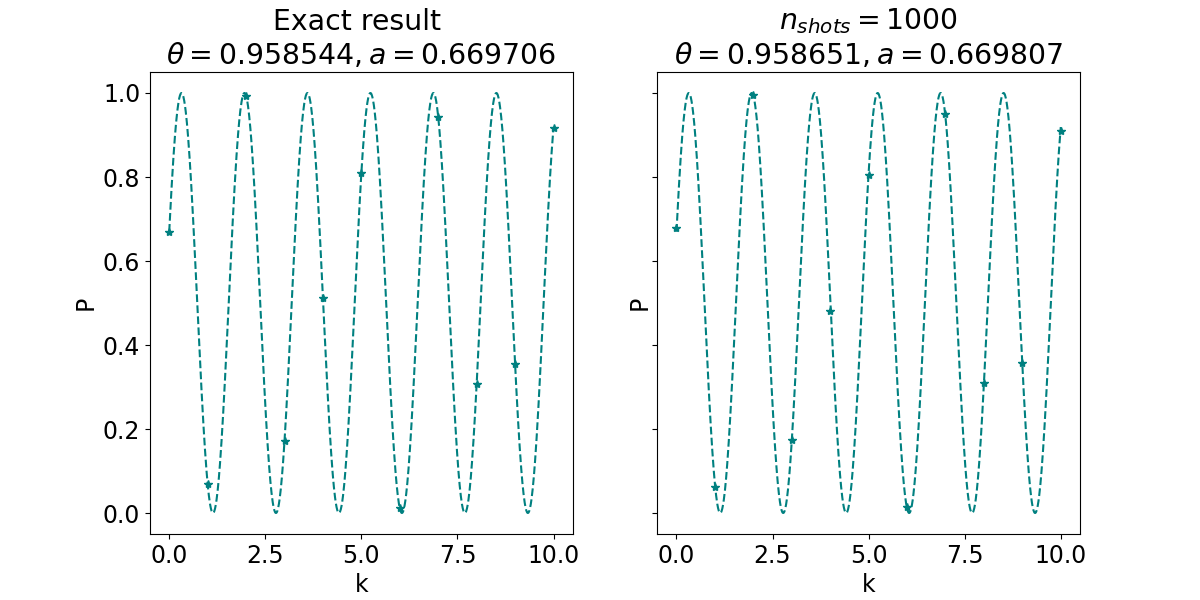 Exact result
θ = 0.958544, a = 0.669706
1.0
0.8
0.6
0.4
0.2
0.0
P
0.0 2.5 5.0 7.5 10.0
k
n_shots = 1000
θ = 0.958651, a = 0.669807
P
0.0 2.5 5.0 7.5 10.0
k